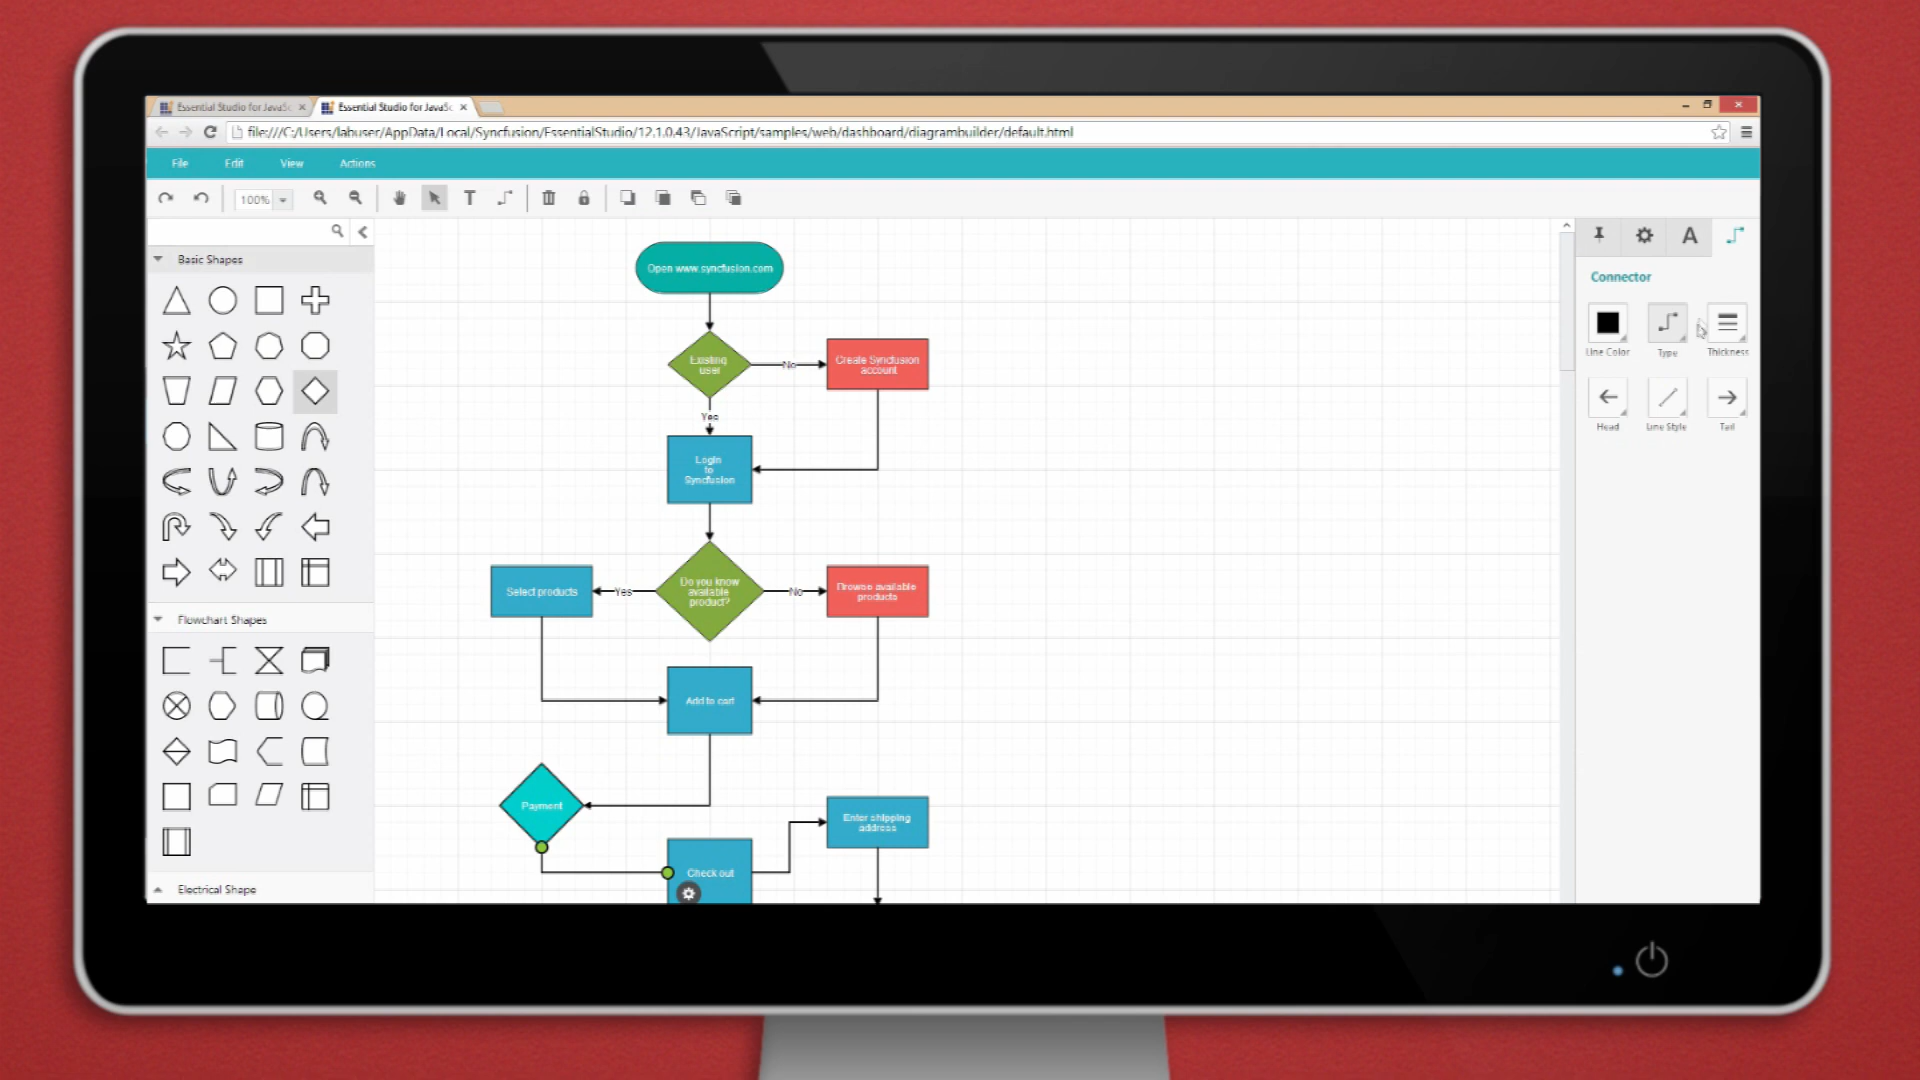 Essential Studio for JavaSc
Essential Studio for JavaSc
file:///C:/Users/labuser/AppData/Local/Syncfusion/EssentialStudio/12.1.0.43/JavaScript/samples/web/dashboard/diagrambuilder/default.html
File Edit View Actions
100%
T
A
Basic Shapes
Connector
Line Color Type Thickness
Head Line Style Tail
Open www.syncfusion.com
Existing
user
No
Create Syncfusion
account
Yes
Login
to
Syncfusion
Select products
Yes
Do you know
available
product?
No
Browse available
products
Flowchart Shapes
Add to cart
Payment
Enter shipping
address
Check out
Electrical Shape